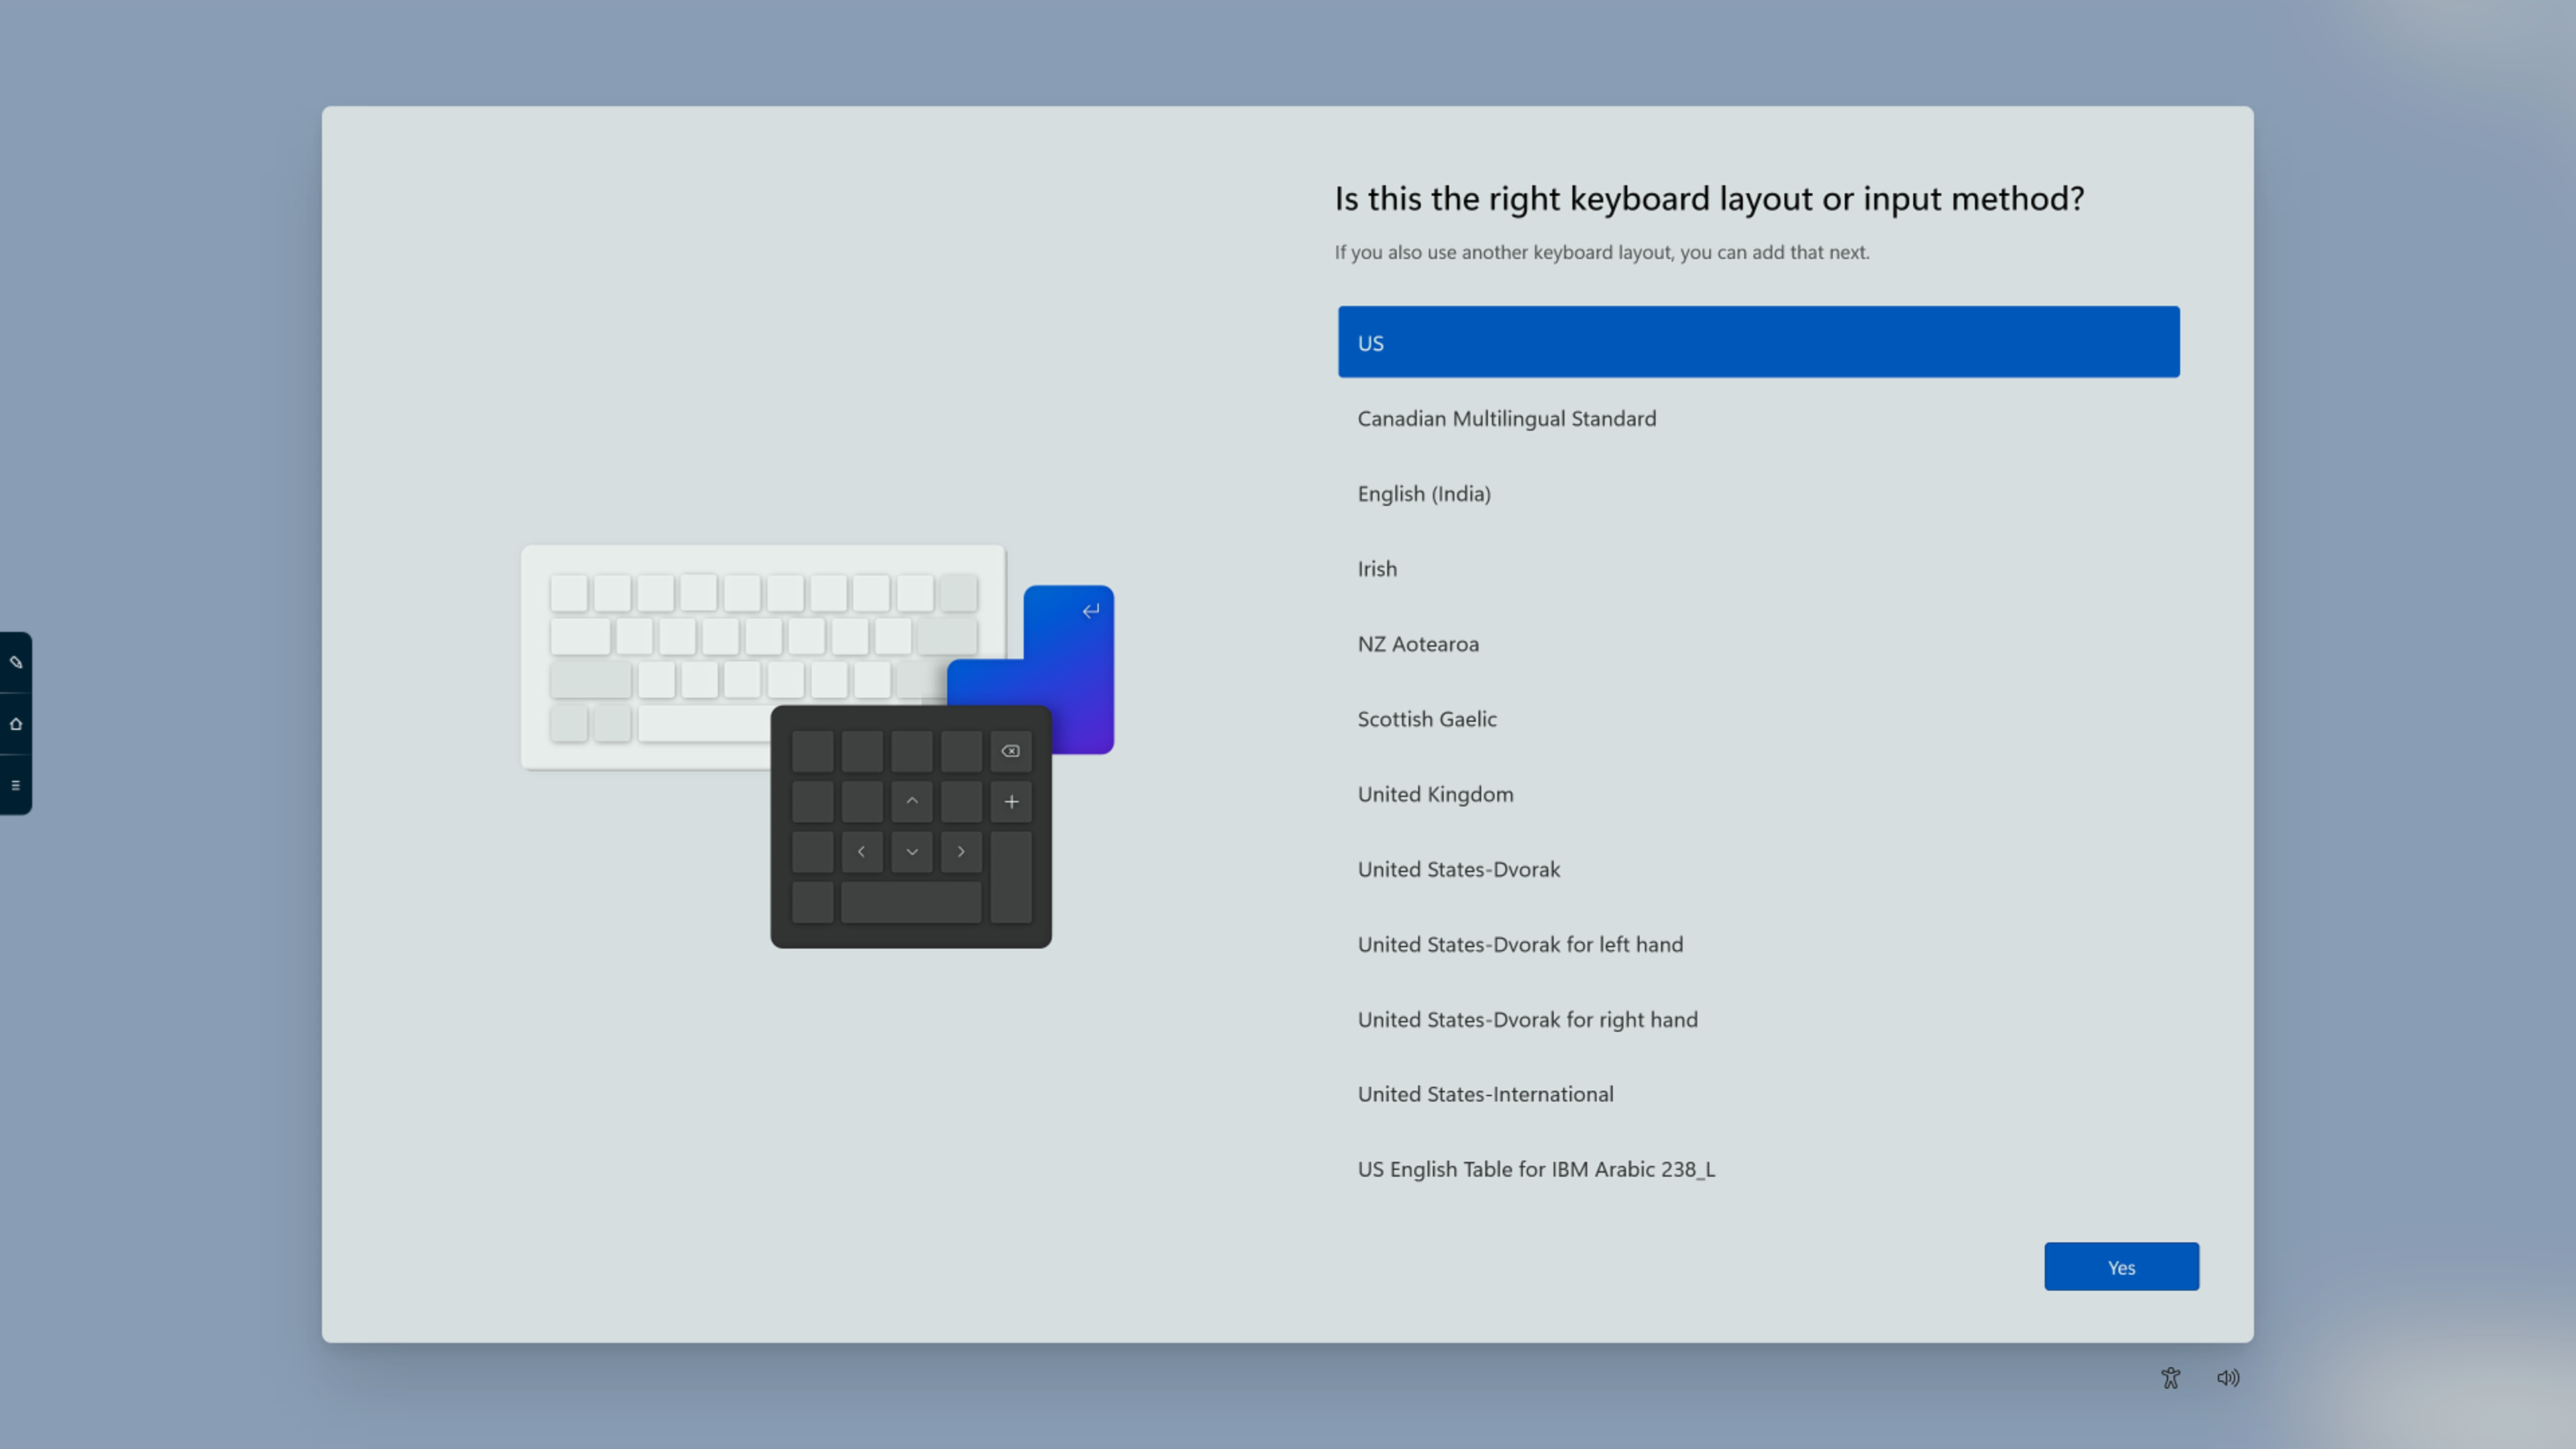 Is this the right keyboard layout or input method?
If you also use another keyboard layout, you can add that next.
US
Canadian Multilingual Standard
English (India)
Irish
NZ Aotearoa
Scottish Gaelic
United Kingdom
United States-Dvorak
United States-Dvorak for left hand
United States-Dvorak for right hand
United States-International
US English Table for IBM Arabic 238_L
Yes